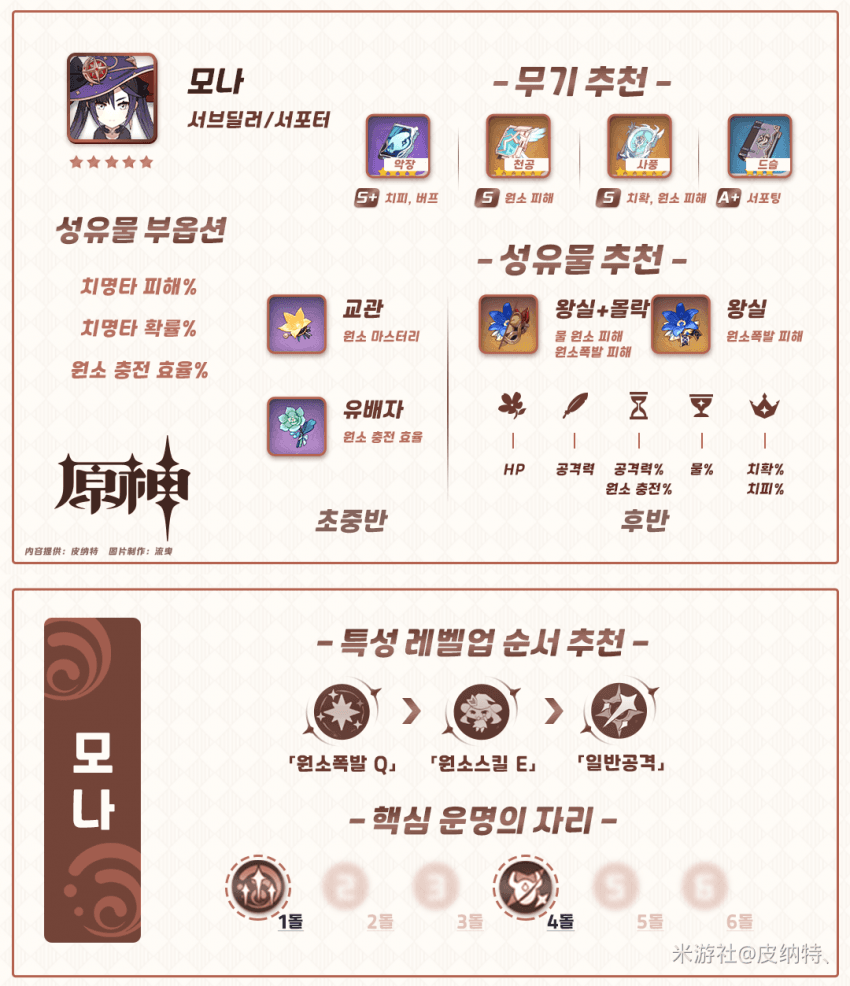 모나
서브딜러/서포터
성유물 부옵션
치명타 피해%
치명타 확률%
원소 충전 효율%
原神
内容提供: 皮纳特 图片制作: 流曳
- 무기 추천 -
악장
천공
사풍
드슬
S+ 치피, 버프
S 원소 피해
S 치확, 원소 피해
A+ 서포팅
- 성유물 추천 -
교관
원소 마스터리
유배자
원소 충전 효율
초중반
왕실+몰락
물 원소 피해
원소폭발 피해
왕실
원소폭발 피해
HP
공격력
공격력%
원소 충전%
물%
치확%
치피%
후반
모나
- 특성 레벨업 순서 추천 -
「원소폭발 Q」
「원소스킬 E」
「일반공격」
- 핵심 운명의 자리 -
2 3 5 6
1돌 2돌 3돌 4돌 5돌 6돌
米游社@皮纳特、